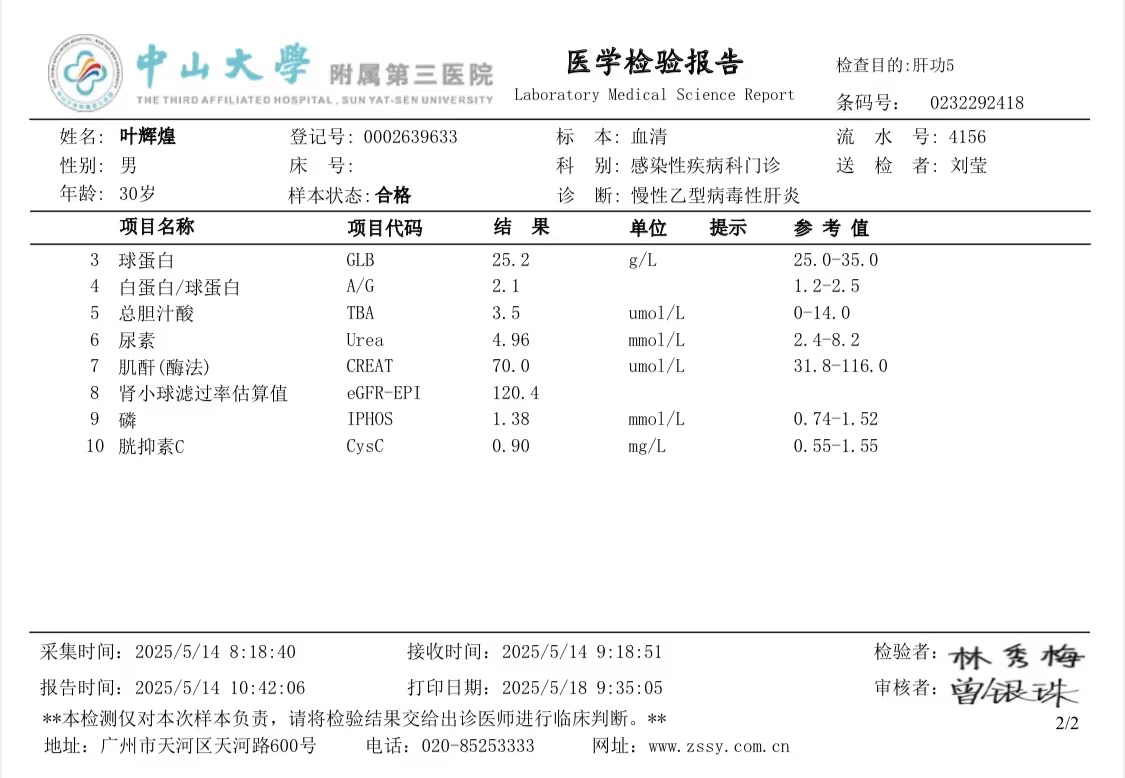 中山大學 附属第三医院 医学检验报告 检查目的:肝功5
THE THIRD AFFILIATED HOSPITAL, SUN YAT-SEN UNIVERSITY Laboratory Medical Science Report 条码号: 0232292418
姓名: 叶辉煌 登记号: 0002639633 标 本: 血清 流 水 号: 4156
性别: 男 床 号: 科 别: 感染性疾病科门诊 送 检 者: 刘莹
年龄: 30岁 样本状态: 合格 诊 断: 慢性乙型病毒性肝炎
项目名称 项目代码 结 果 单位 提示 参 考 值
3 球蛋白 GLB 25.2 g/L 25.0-35.0
4 白蛋白/球蛋白 A/G 2.1 1.2-2.5
5 总胆汁酸 TBA 3.5 umol/L 0-14.0
6 尿素 Urea 4.96 mmol/L 2.4-8.2
7 肌酐(酶法) CREAT 70.0 umol/L 31.8-116.0
8 肾小球滤过率估算值 eGFR-EPI 120.4
9 磷 IPHOS 1.38 mmol/L 0.74-1.52
10 胱抑素C CysC 0.90 mg/L 0.55-1.55
采集时间: 2025/5/14 8:18:40 接收时间: 2025/5/14 9:18:51 检验者: 林秀梅
报告时间: 2025/5/14 10:42:06 打印日期: 2025/5/18 9:35:05 审核者: 曾银珠
**本检测仅对本次样本负责，请将检验结果交给出诊医师进行临床判断。**
2/2
地址: 广州市天河区天河路600号 电话: 020-85253333 网址: www.zssy.com.cn